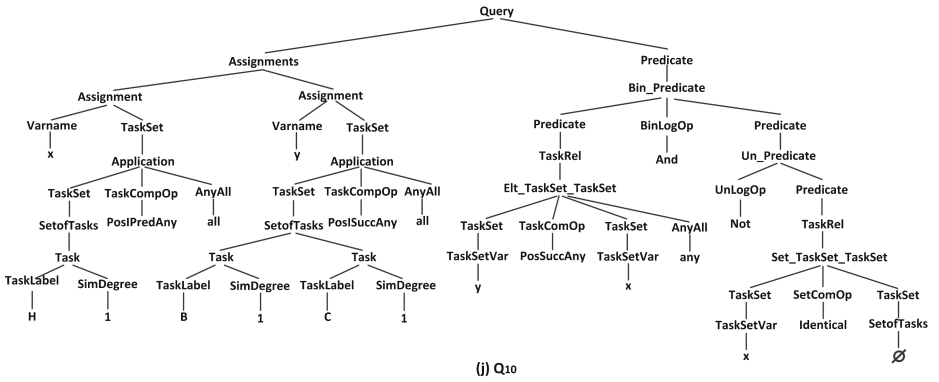 Query
Assignments
Predicate
Assignment Assignment
Bin_Predicate
Varname TaskSet Varname TaskSet Predicate BinLogOp Predicate
x y
Application Application TaskRel And Un_Predicate
TaskSet TaskCompOp AnyAll TaskSet TaskCompOp AnyAll Elt_TaskSet_TaskSet UnLogOp Predicate
SetofTasks PoslPredAny all SetofTasks PoslSuccAny all TaskSet TaskComOp TaskSet AnyAll Not TaskRel
Task Task Task TaskSetVar PosSuccAny TaskSetVar any Set_TaskSet_TaskSet
TaskLabel SimDegree TaskLabel SimDegree TaskLabel SimDegree y x
TaskSet SetComOp TaskSet
H 1 B 1 C 1
TaskSetVar Identical SetofTasks
x ∅
(j) Q10